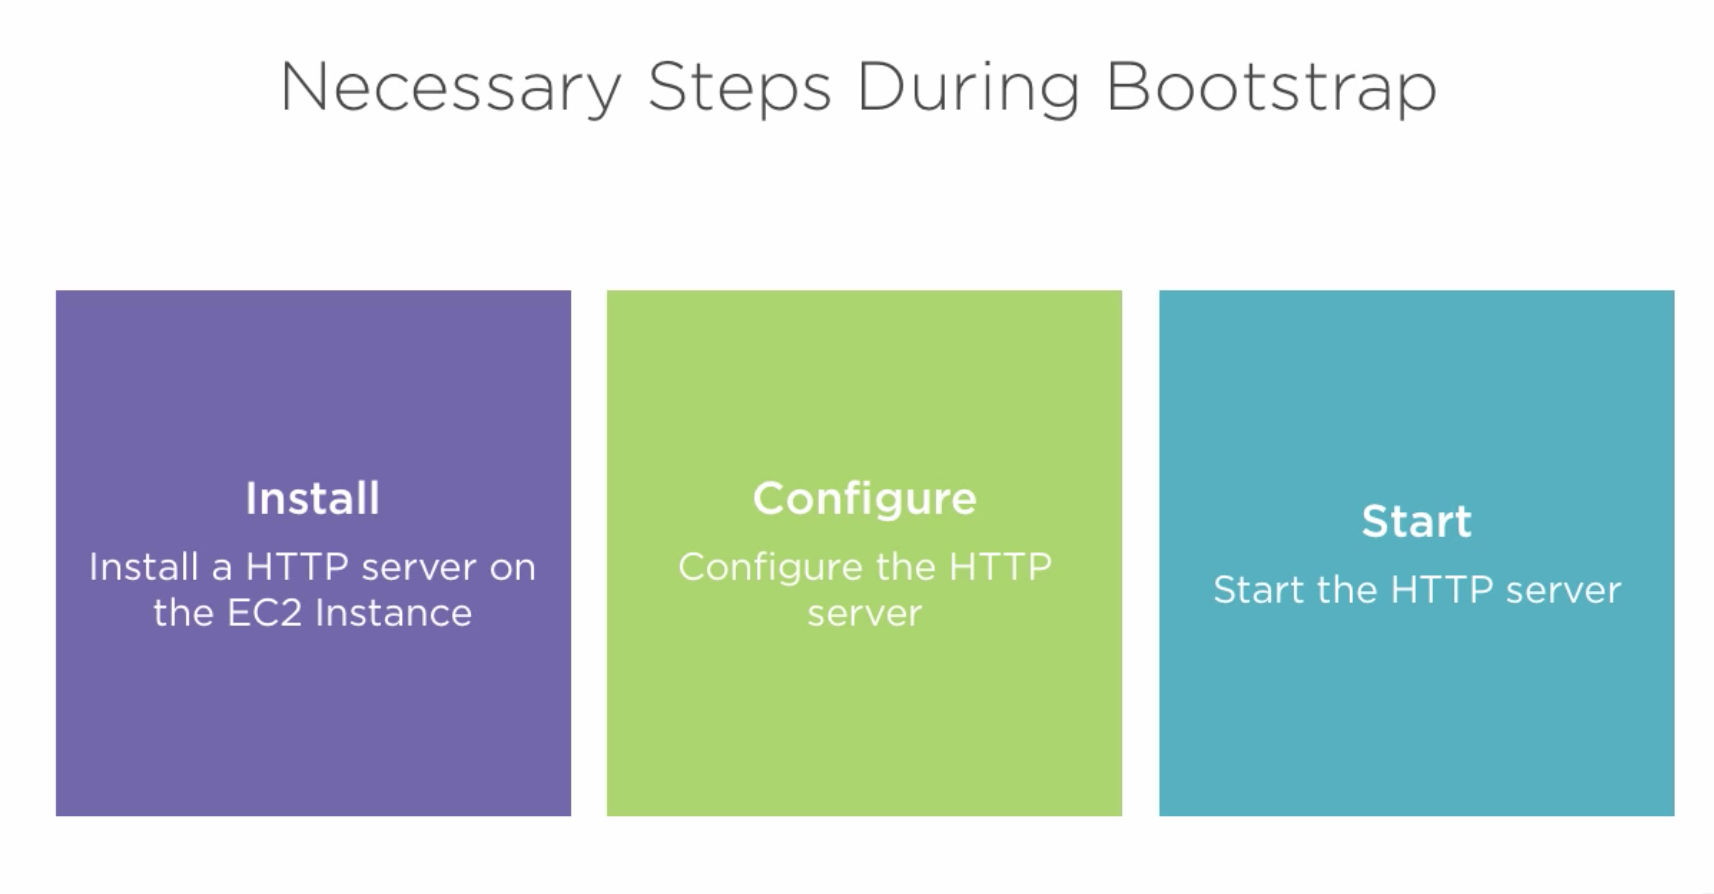 Necessary Steps During Bootstrap
Install
Install a HTTP server on
the EC2 Instance
Configure
Configure the HTTP
server
Start
Start the HTTP server